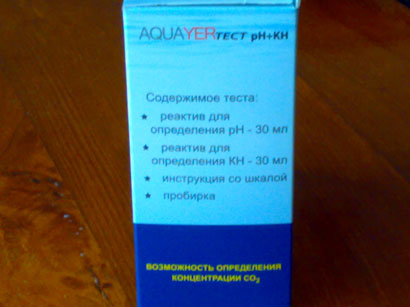 AQUAYER ТЕСТ pH+KH
Содержимое теста:
★ реактив для
определения pH - 30 мл
★ реактив для
определения KH - 30 мл
★ инструкция со шкалой
★ пробирка
ВОЗМОЖНОСТЬ ОПРЕДЕЛЕНИЯ
КОНЦЕНТРАЦИИ CO₂